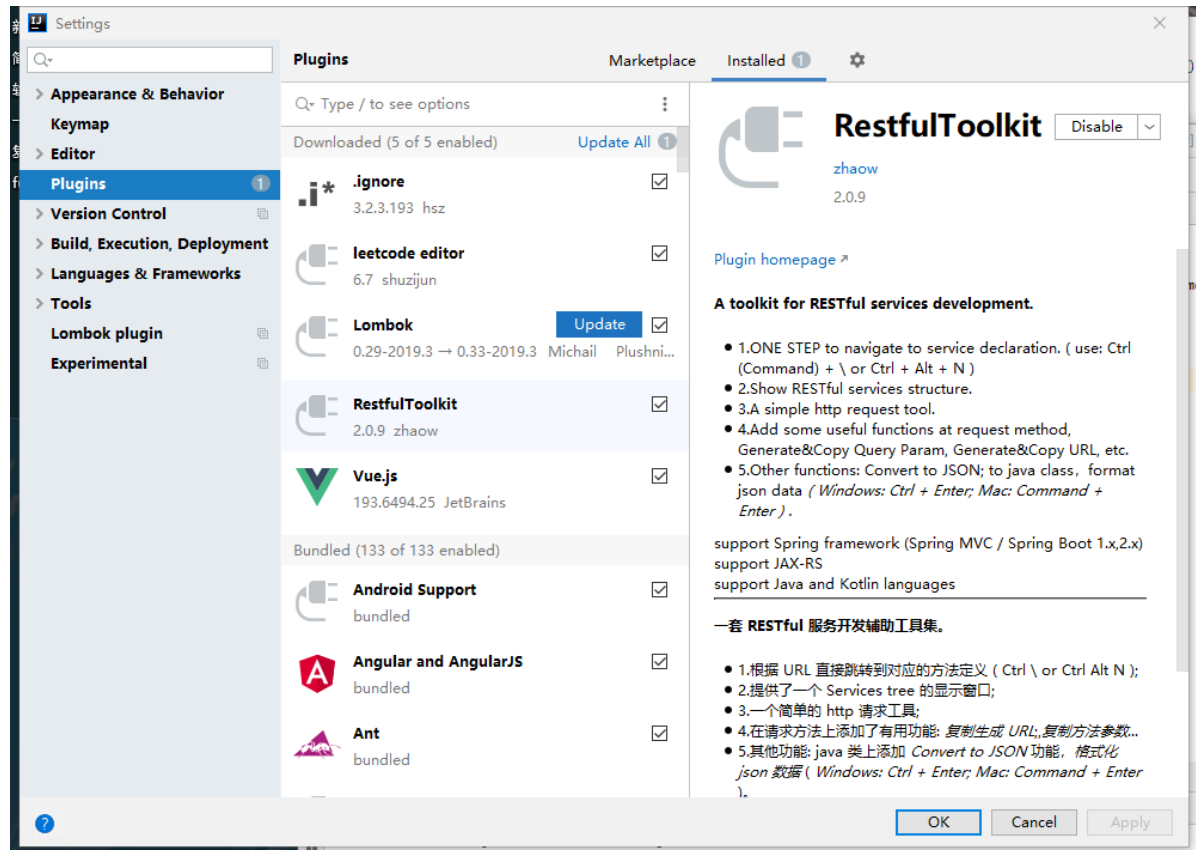 Settings
Appearance & Behavior
Keymap
Editor
Plugins 1
Version Control
Build, Execution, Deployment
Languages & Frameworks
Tools
Lombok plugin
Experimental
Plugins
Marketplace
Installed 1
Type / to see options
Downloaded (5 of 5 enabled)
Update All 1
.i*
.ignore
3.2.3.193 hsz
leetcode editor
6.7 shuzijun
Lombok
Update
0.29-2019.3 → 0.33-2019.3 Michail Plushni...
RestfulToolkit
2.0.9 zhaow
Vue.js
193.6494.25 JetBrains
Bundled (133 of 133 enabled)
Android Support
bundled
Angular and AngularJS
bundled
Ant
bundled
RestfulToolkit
Disable
zhaow
2.0.9
Plugin homepage ↗
A toolkit for RESTful services development.
● 1.ONE STEP to navigate to service declaration. ( use: Ctrl
(Command) + \ or Ctrl + Alt + N )
● 2.Show RESTful services structure.
● 3.A simple http request tool.
● 4.Add some useful functions at request method,
Generate&Copy Query Param, Generate&Copy URL, etc.
● 5.Other functions: Convert to JSON; to java class，format
json data ( Windows: Ctrl + Enter; Mac: Command +
Enter ) .
support Spring framework (Spring MVC / Spring Boot 1.x,2.x)
support JAX-RS
support Java and Kotlin languages
一套 RESTful 服务开发辅助工具集。
● 1.根据 URL 直接跳转到对应的方法定义 ( Ctrl \ or Ctrl Alt N );
● 2.提供了一个 Services tree 的显示窗口;
● 3.一个简单的 http 请求工具;
● 4.在请求方法上添加了有用功能: 复制生成 URL;,复制方法参数...
● 5.其他功能: java 类上添加 Convert to JSON 功能，格式化
json 数据 ( Windows: Ctrl + Enter; Mac: Command + Enter
)。
?
OK
Cancel
Apply